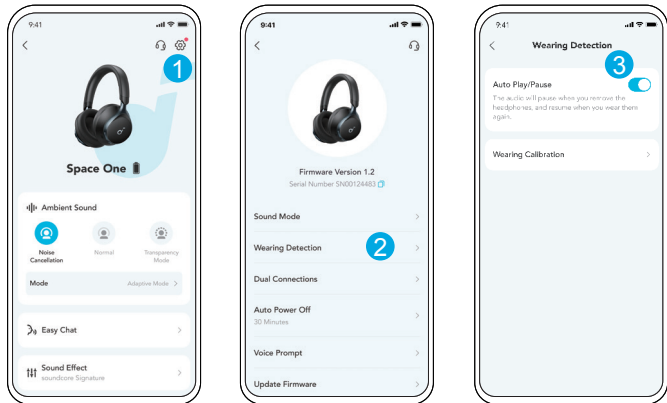 9:41
1
Space One
Ambient Sound
Noise
Cancellation
Normal
Transparency
Mode
Mode
Adaptive Mode
Easy Chat
Sound Effect
soundcore Signature
9:41
Firmware Version 1.2
Serial Number SN00124483
Sound Mode
Wearing Detection
2
Dual Connections
Auto Power Off
30 Minutes
Voice Prompt
Update Firmware
9:41
Wearing Detection
3
Auto Play/Pause
The audio will pause when you remove the
headphones, and resume when you wear them
again.
Wearing Calibration